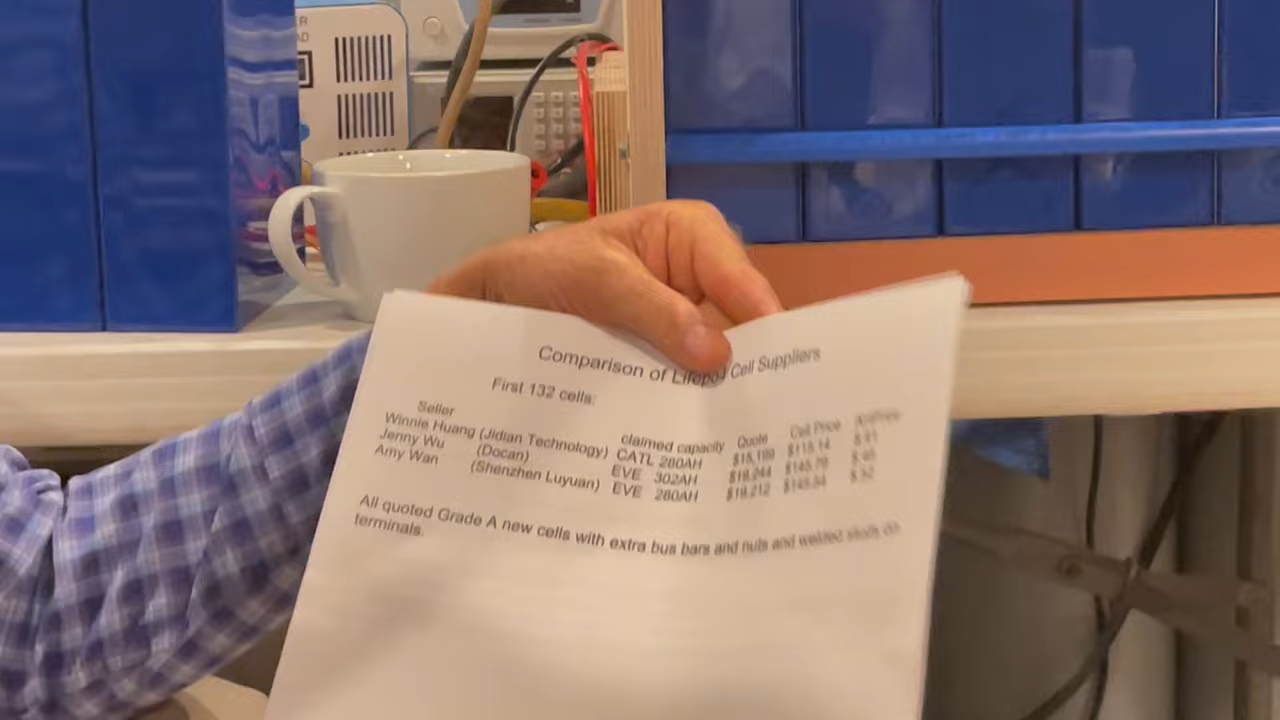 Comparison of Lifepo4 Cell Suppliers
First 132 cells:
Seller claimed capacity Quote Cell Price
Winnie Huang (Jidian Technology) CATL 280AH $15,199 $115.14
Jenny Wu (Docan) EVE 302AH $19,244 $145.79
Amy Wan (Shenzhen Luyuan) EVE 280AH $19,212
All quoted Grade A new cells with extra bus bars and nuts and welded studs on
terminals.